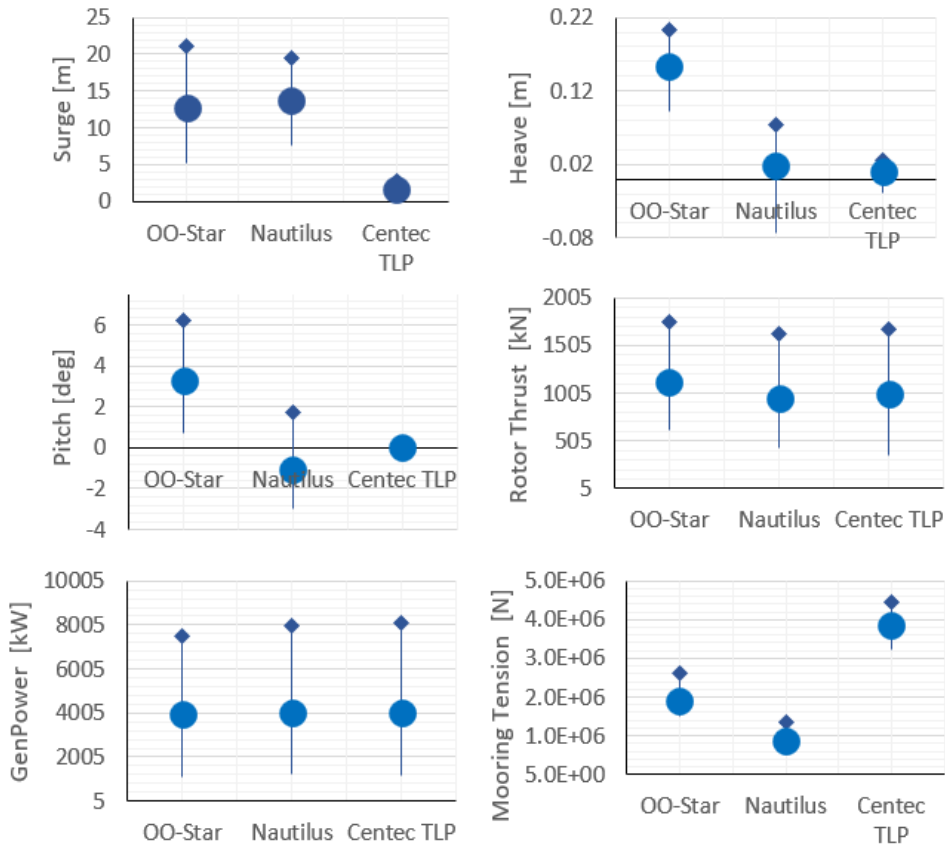 Surge [m]
25
20
15
10
5
0
OO-Star Nautilus Centec
TLP
Heave [m]
0.22
0.12
0.02
-0.08
OO-Star Nautilus Centec
TLP
Pitch [deg]
6
4
2
0
-2
-4
OO-Star Nautilus Centec TLP
Rotor Thrust [kN]
2005
1505
1005
505
5
OO-Star Nautilus Centec TLP
GenPower [kW]
10005
8005
6005
4005
2005
5
OO-Star Nautilus Centec TLP
Mooring Tension [N]
5.0E+06
4.0E+06
3.0E+06
2.0E+06
1.0E+06
5.0E+00
OO-Star Nautilus Centec
TLP